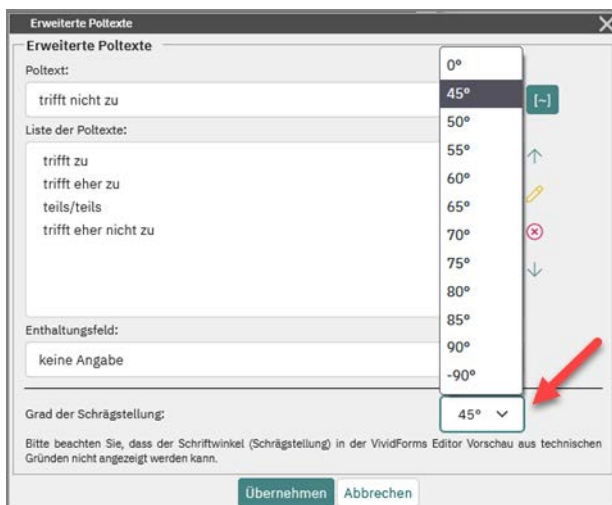 Erweiterte Poltexte
Erweiterte Poltexte
Poltext:
trifft nicht zu
[~]
Liste der Poltexte:
trifft zu
trifft eher zu
teils/teils
trifft eher nicht zu
0°
45°
50°
55°
60°
65°
70°
75°
80°
85°
90°
-90°
Enthaltungsfeld:
keine Angabe
Grad der Schrägstellung:
45°
Bitte beachten Sie, dass der Schriftwinkel (Schrägstellung) in der VividForms Editor Vorschau aus technischen
Gründen nicht angezeigt werden kann.
Übernehmen
Abbrechen